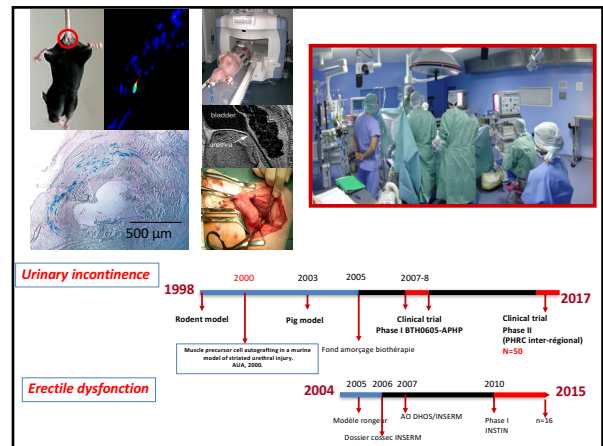 bladder
urethra
500 µm
Urinary incontinence
1998
2000
2003
2005
2007-8
2017
Rodent model
Pig model
Clinical trial
Phase I BTH0605-APHP
Clinical trial
Phase II
(PHRC inter-régional)
N=50
Muscle precursor cell autografting in a murine
model of striated urethral injury.
AUA, 2000.
Fond amorçage biothérapie
Erectile dysfonction
2004
2005
2006
2007
2010
2015
Modèle rongeur
AO DHOS/INSERM
Phase I
INSTIN
n=16
Dossier cossec INSERM